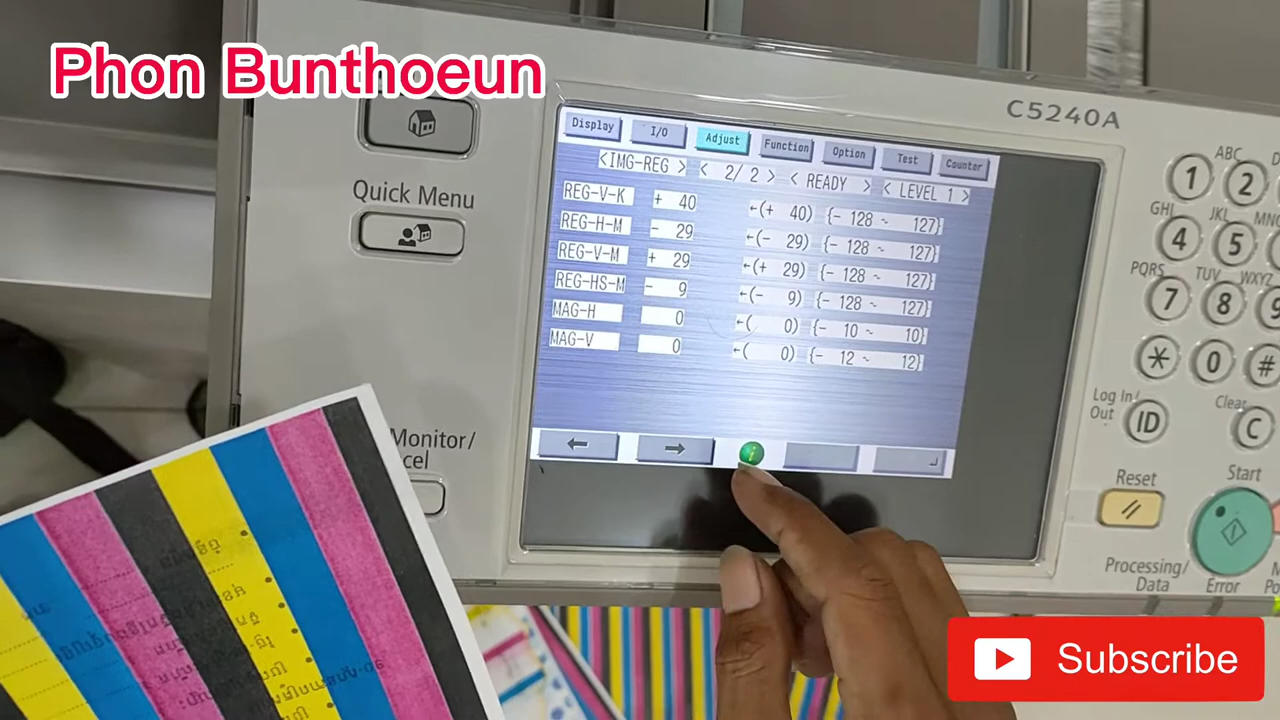 Phon Bunthoeun
C5240A
Quick Menu
Display I/O Adjust Function Option Test Counter
<IMG-REG > < 2/ 2 > < READY > < LEVEL 1 >
REG-V-K + 40 ←(+ 40) {- 128 ~ 127}
REG-H-M - 29 ←(- 29) {- 128 ~ 127}
REG-V-M + 29 ←(+ 29) {- 128 ~ 127}
REG-HS-M - 9 ←(- 9) {- 128 ~ 127}
MAG-H 0 ←( 0) {- 10 ~ 10}
MAG-V 0 ←( 0) {- 12 ~ 12}
ABC
1 2
GHI JKL MN
4 5
PQRS TUV WXYZ
7 8 9
* 0 #
Log In/
Out
ID
Clear
C
Monitor/
Reset
Start
Processing/
Data
Error
Subscribe